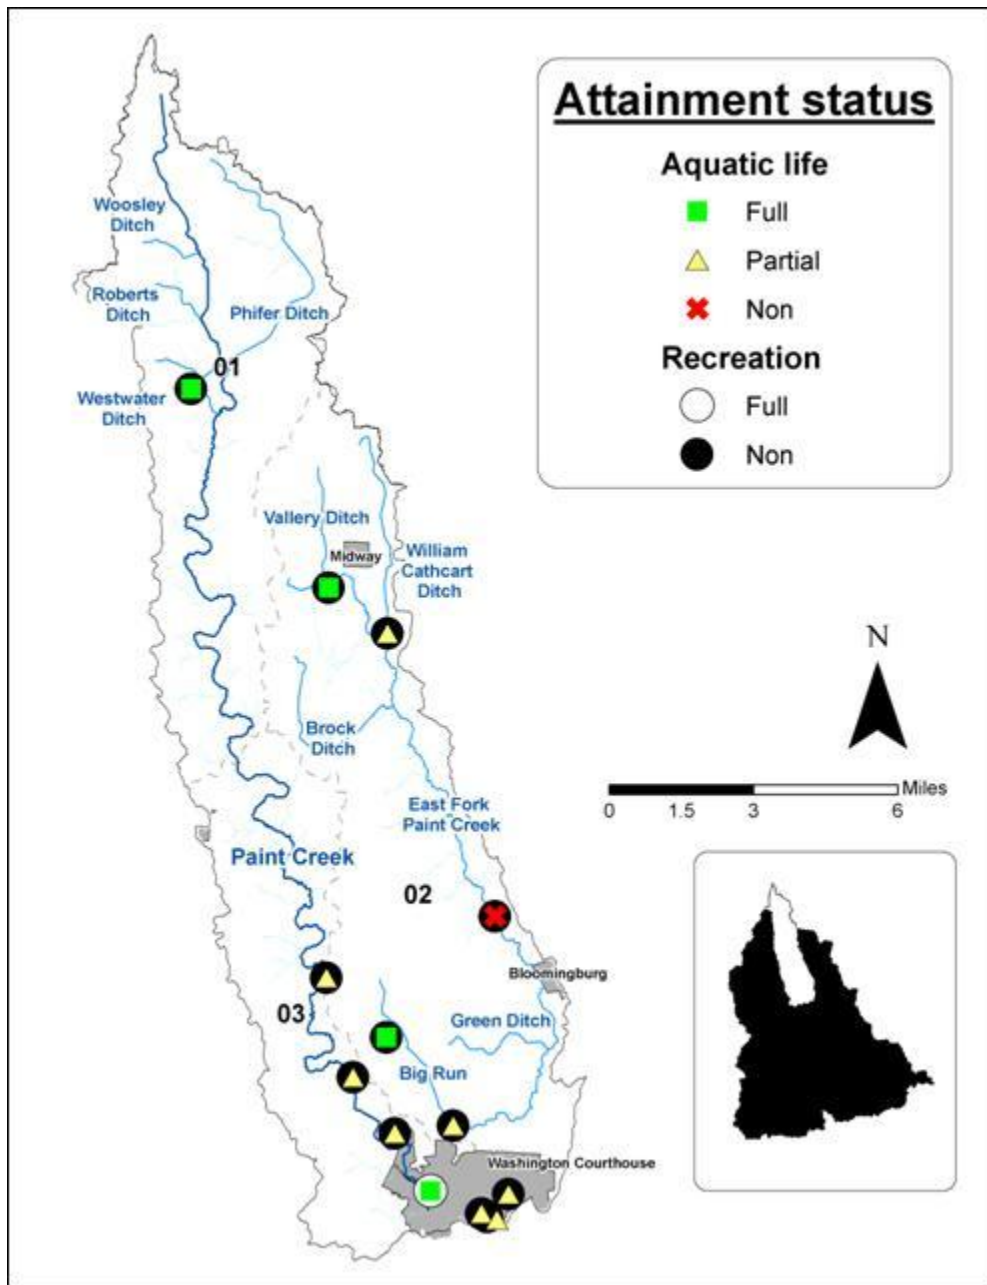 Attainment status
Aquatic life
Full
Partial
Non
Recreation
Full
Non
Woosley
Ditch
Roberts
Ditch
Phifer Ditch
01
Westwater
Ditch
Vallery Ditch
Midway
William
Cathcart
Ditch
Brock
Ditch
N
Miles
0 1.5 3 6
East Fork
Paint Creek
Paint Creek
02
Bloomingburg
03
Green Ditch
Big Run
Washington Courthouse